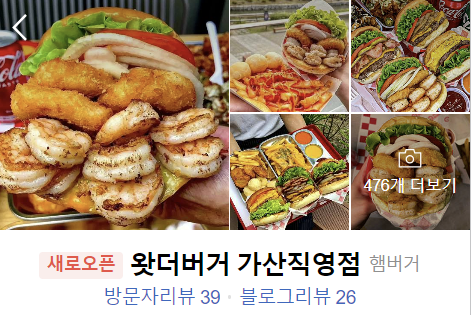 476개 더보기
새로오픈 왓더버거 가산직영점 햄버거
방문자리뷰 39 · 블로그리뷰 26